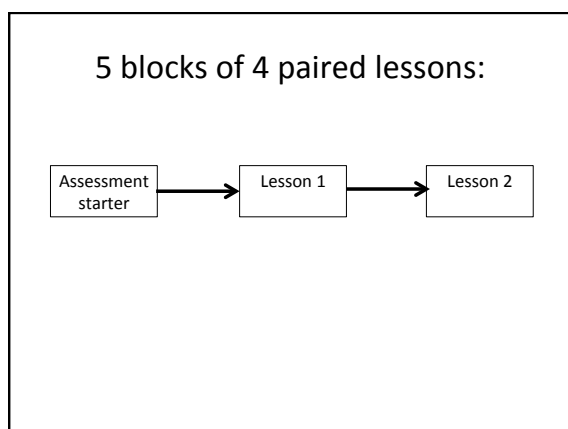 5 blocks of 4 paired lessons:
Assessment
starter
Lesson 1
Lesson 2